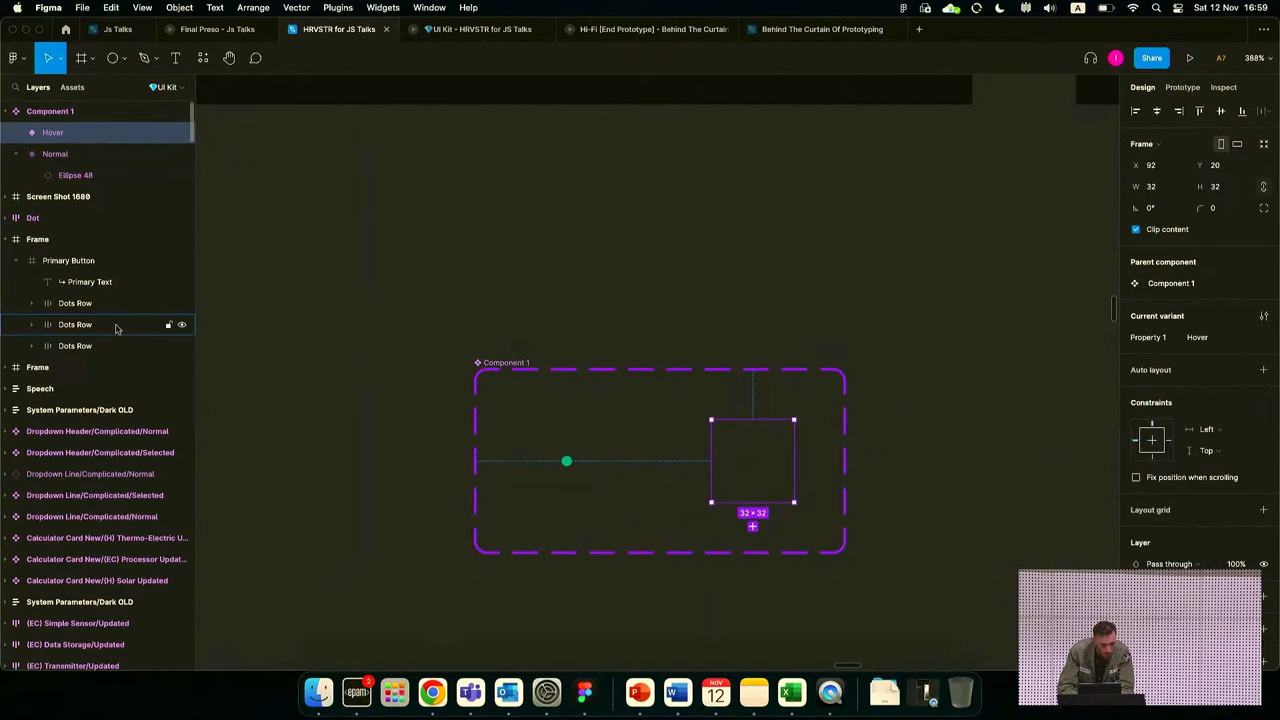 Figma File Edit View Object Text Arrange Vector Plugins Widgets Window Help A Sat 12 Nov 16:59
Js Talks Final Preso - Js Talks HRVSTR for JS Talks UI Kit - HRVSTR for JS Talks Hi-Fi [End Prototype] - Behind The Curtain Behind The Curtain Of Prototyping
I Share A? 388%
Layers Assets UI Kit
Design Prototype Inspect
Component 1
Hover
Normal
Ellipse 48
Screen Shot 1680
Dot
Frame
Primary Button
Primary Text
Dots Row
Dots Row
Dots Row
Frame
Speech
System Parameters/Dark OLD
Dropdown Header/Complicated/Normal
Dropdown Header/Complicated/Selected
Dropdown Line/Complicated/Normal
Dropdown Line/Complicated/Selected
Dropdown Line/Complicated/Normal
Calculator Card New/(H) Thermo-Electric U...
Calculator Card New/(EC) Processor Updat...
Calculator Card New/(H) Solar Updated
System Parameters/Dark OLD
(EC) Simple Sensor/Updated
(EC) Data Storage/Updated
(EC) Transmitter/Updated
Component 1
32 × 32
Frame
X 92 Y 20
W 32 H 32
0° 0
Clip content
Parent component
Component 1
Current variant
Property 1 Hover
Auto layout
Constraints
Left
Top
Fix position when scrolling
Layout grid
Layer
Pass through 100%
<epam> 2
NOV
12